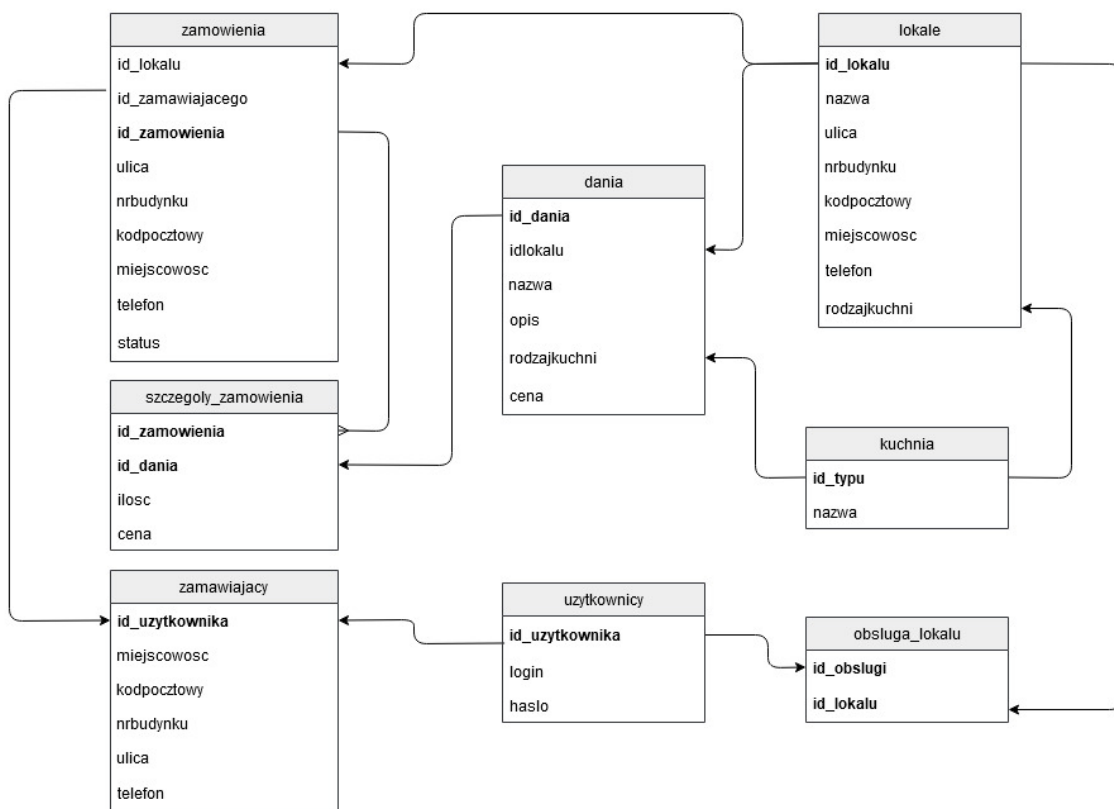 zamowienia
id_lokalu
id_zamawiajacego
id_zamowienia
ulica
nrbudynku
kodpocztowy
miejscowosc
telefon
status
szczegoly_zamowienia
id_zamowienia
id_dania
ilosc
cena
zamawiajacy
id_uzytkownika
miejscowosc
kodpocztowy
nrbudynku
ulica
telefon
dania
id_dania
idlokalu
nazwa
opis
rodzajkuchni
cena
uzytkownicy
id_uzytkownika
login
haslo
lokale
id_lokalu
nazwa
ulica
nrbudynku
kodpocztowy
miejscowosc
telefon
rodzajkuchni
kuchnia
id_typu
nazwa
obsluga_lokalu
id_obslugi
id_lokalu